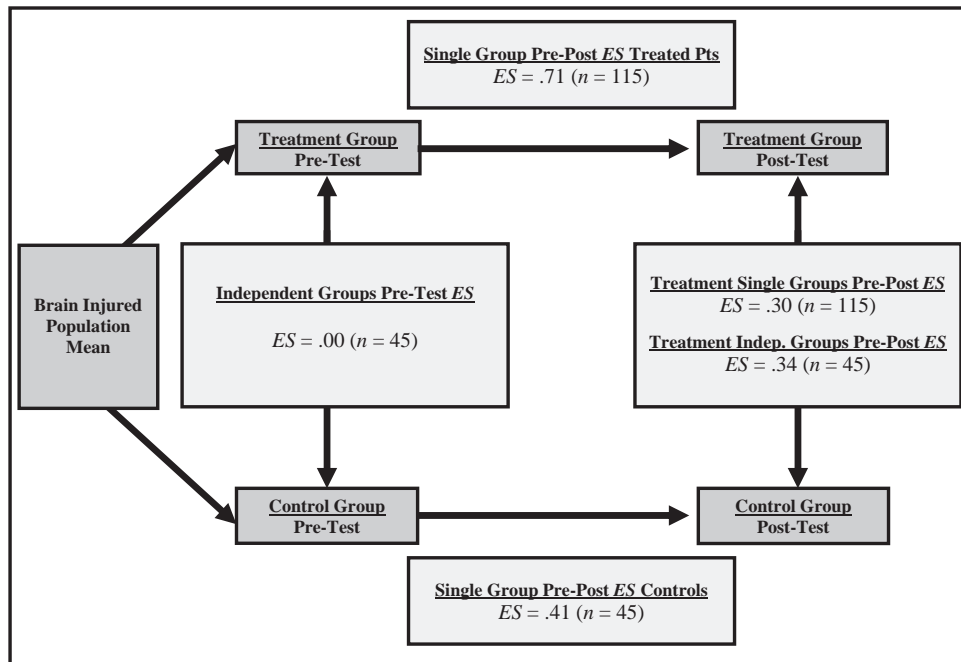 Single Group Pre-Post ES Treated Pts
ES = .71 (n = 115)
Treatment Group
Pre-Test
Treatment Group
Post-Test
Brain Injured
Population
Mean
Independent Groups Pre-Test ES
ES = .00 (n = 45)
Treatment Single Groups Pre-Post ES
ES = .30 (n = 115)
Treatment Indep. Groups Pre-Post ES
ES = .34 (n = 45)
Control Group
Pre-Test
Control Group
Post-Test
Single Group Pre-Post ES Controls
ES = .41 (n = 45)